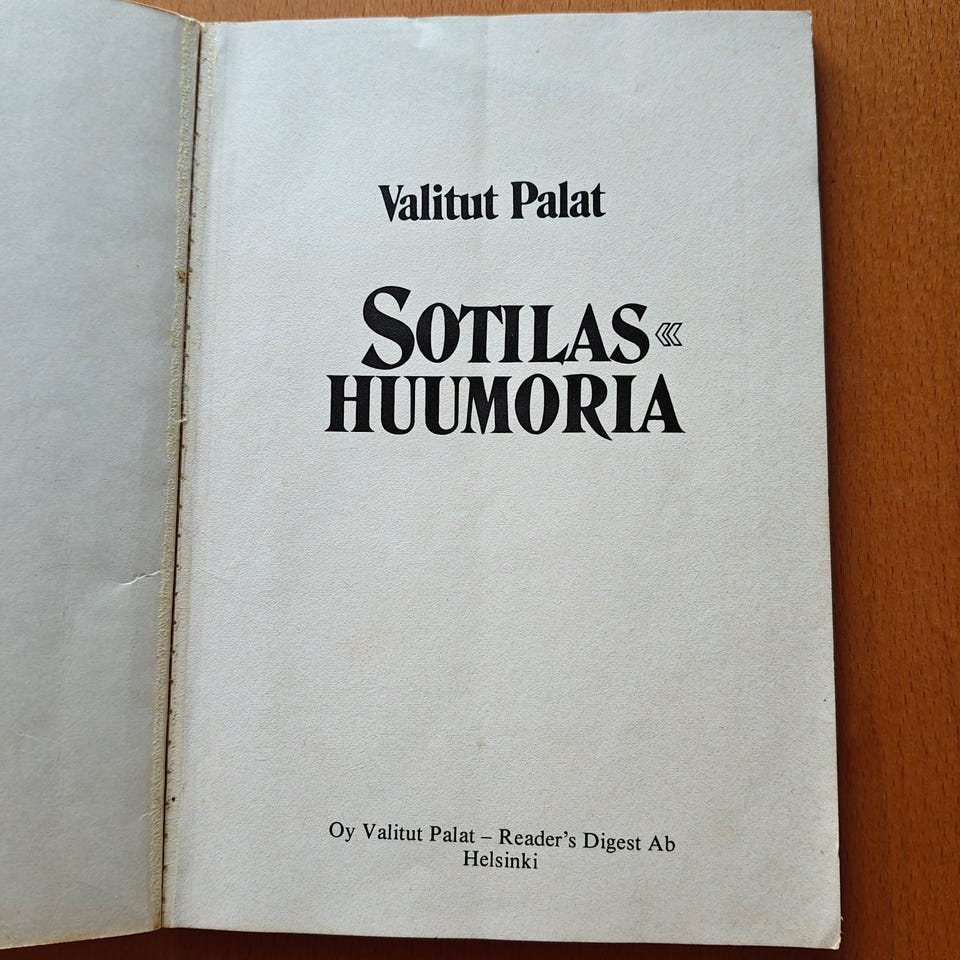 Valitut Palat
SOTILAS
HUUMORIA
Oy Valitut Palat – Reader's Digest Ab
Helsinki